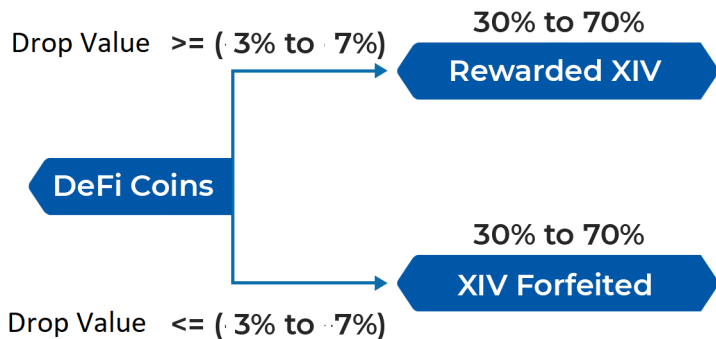 30% to 70%
Drop Value >= ( 3% to 7%)
Rewarded XIV
DeFi Coins
30% to 70%
XIV Forfeited
Drop Value <= ( 3% to 7%)